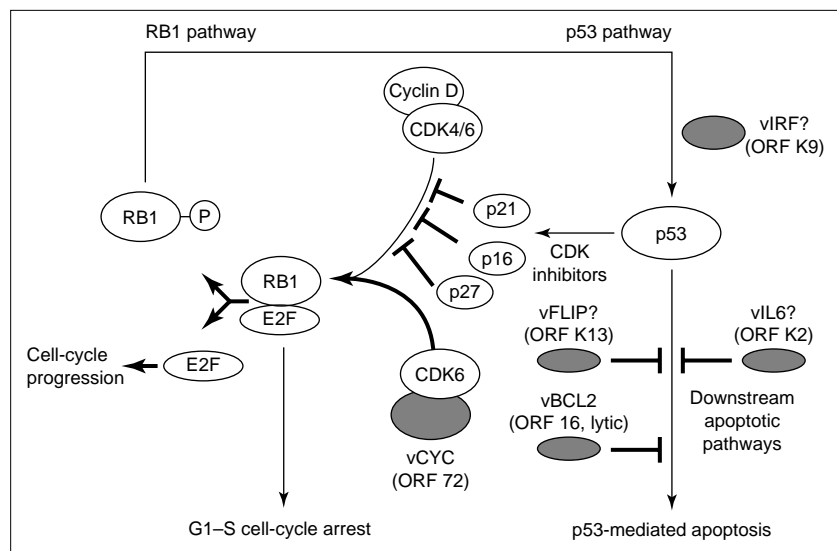 RB1 pathway
p53 pathway
Cyclin D
CDK4/6
vIRF?
(ORF K9)
RB1
P
p21
p16
p27
CDK
inhibitors
p53
RB1
E2F
vFLIP?
(ORF K13)
vIL6?
(ORF K2)
Cell-cycle
progression
E2F
CDK6
vCYC
(ORF 72)
vBCL2
(ORF 16, lytic)
Downstream
apoptotic
pathways
G1–S cell-cycle arrest
p53-mediated apoptosis